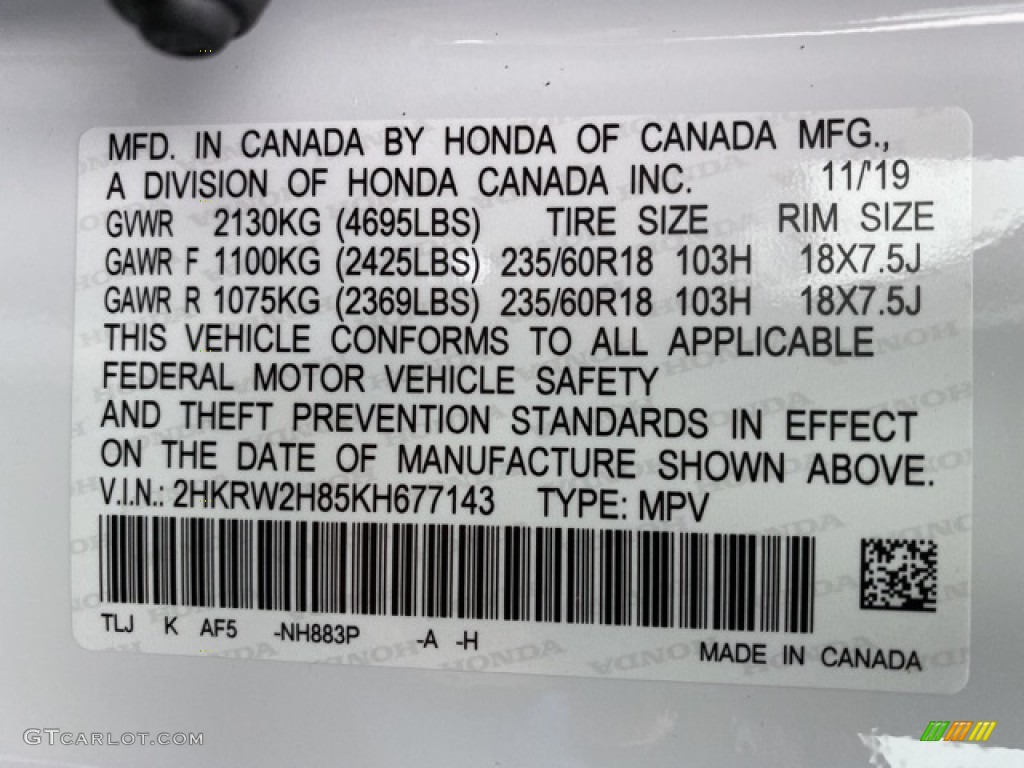 MFD. IN CANADA BY HONDA OF CANADA MFG.,
A DIVISION OF HONDA CANADA INC. 11/19
GVWR 2130KG (4695LBS) TIRE SIZE RIM SIZE
GAWR F 1100KG (2425LBS) 235/60R18 103H 18X7.5J
GAWR R 1075KG (2369LBS) 235/60R18 103H 18X7.5J
THIS VEHICLE CONFORMS TO ALL APPLICABLE
FEDERAL MOTOR VEHICLE SAFETY
AND THEFT PREVENTION STANDARDS IN EFFECT
ON THE DATE OF MANUFACTURE SHOWN ABOVE.
V.I.N.: 2HKRW2H85KH677143 TYPE: MPV
TLJ K AF5 -NH883P -A -H
MADE IN CANADA
GTCARLOT.COM